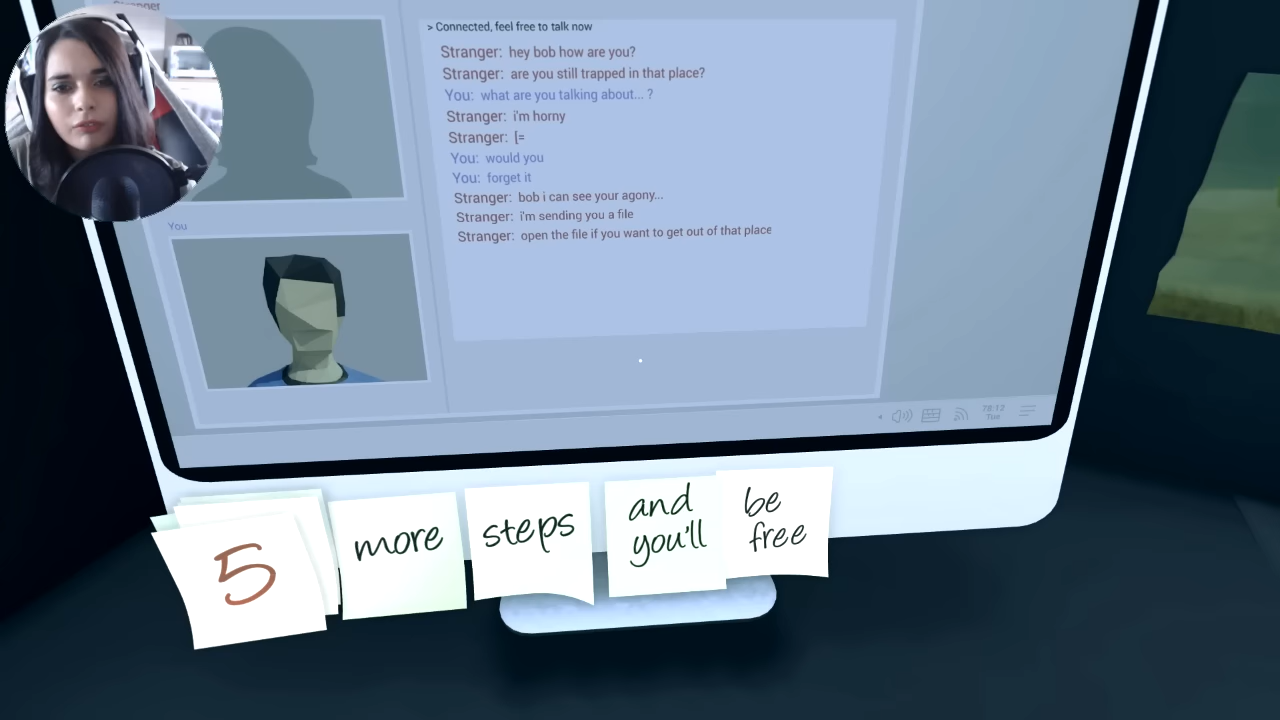 Stranger
> Connected, feel free to talk now
Stranger: hey bob how are you?
Stranger: are you still trapped in that place?
You: what are you talking about... ?
Stranger: i'm horny
Stranger: [=
You: would you
You: forget it
Stranger: bob i can see your agony...
Stranger: i'm sending you a file
Stranger: open the file if you want to get out of that place
You
Tue
5
more
steps
and
you'll
be
free